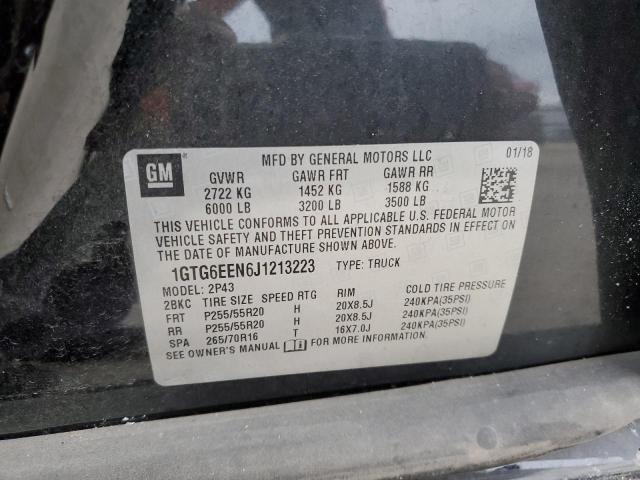 GM
MFD BY GENERAL MOTORS LLC 01/18
GVWR GAWR FRT GAWR RR
2722 KG 1452 KG 1588 KG
6000 LB 3200 LB 3500 LB
THIS VEHICLE CONFORMS TO ALL APPLICABLE U.S. FEDERAL MOTOR
VEHICLE SAFETY AND THEFT PREVENTION STANDARDS IN EFFECT ON
THE DATE OF MANUFACTURE SHOWN ABOVE.
1GTG6EEN6J1213223 TYPE: TRUCK
MODEL: 2P43
2BKC TIRE SIZE SPEED RTG RIM COLD TIRE PRESSURE
FRT P255/55R20 H 20X8.5J 240KPA(35PSI)
RR P255/55R20 H 20X8.5J 240KPA(35PSI)
SPA 265/70R16 T 16X7.0J 240KPA(35PSI)
SEE OWNER'S MANUAL FOR MORE INFORMATION.